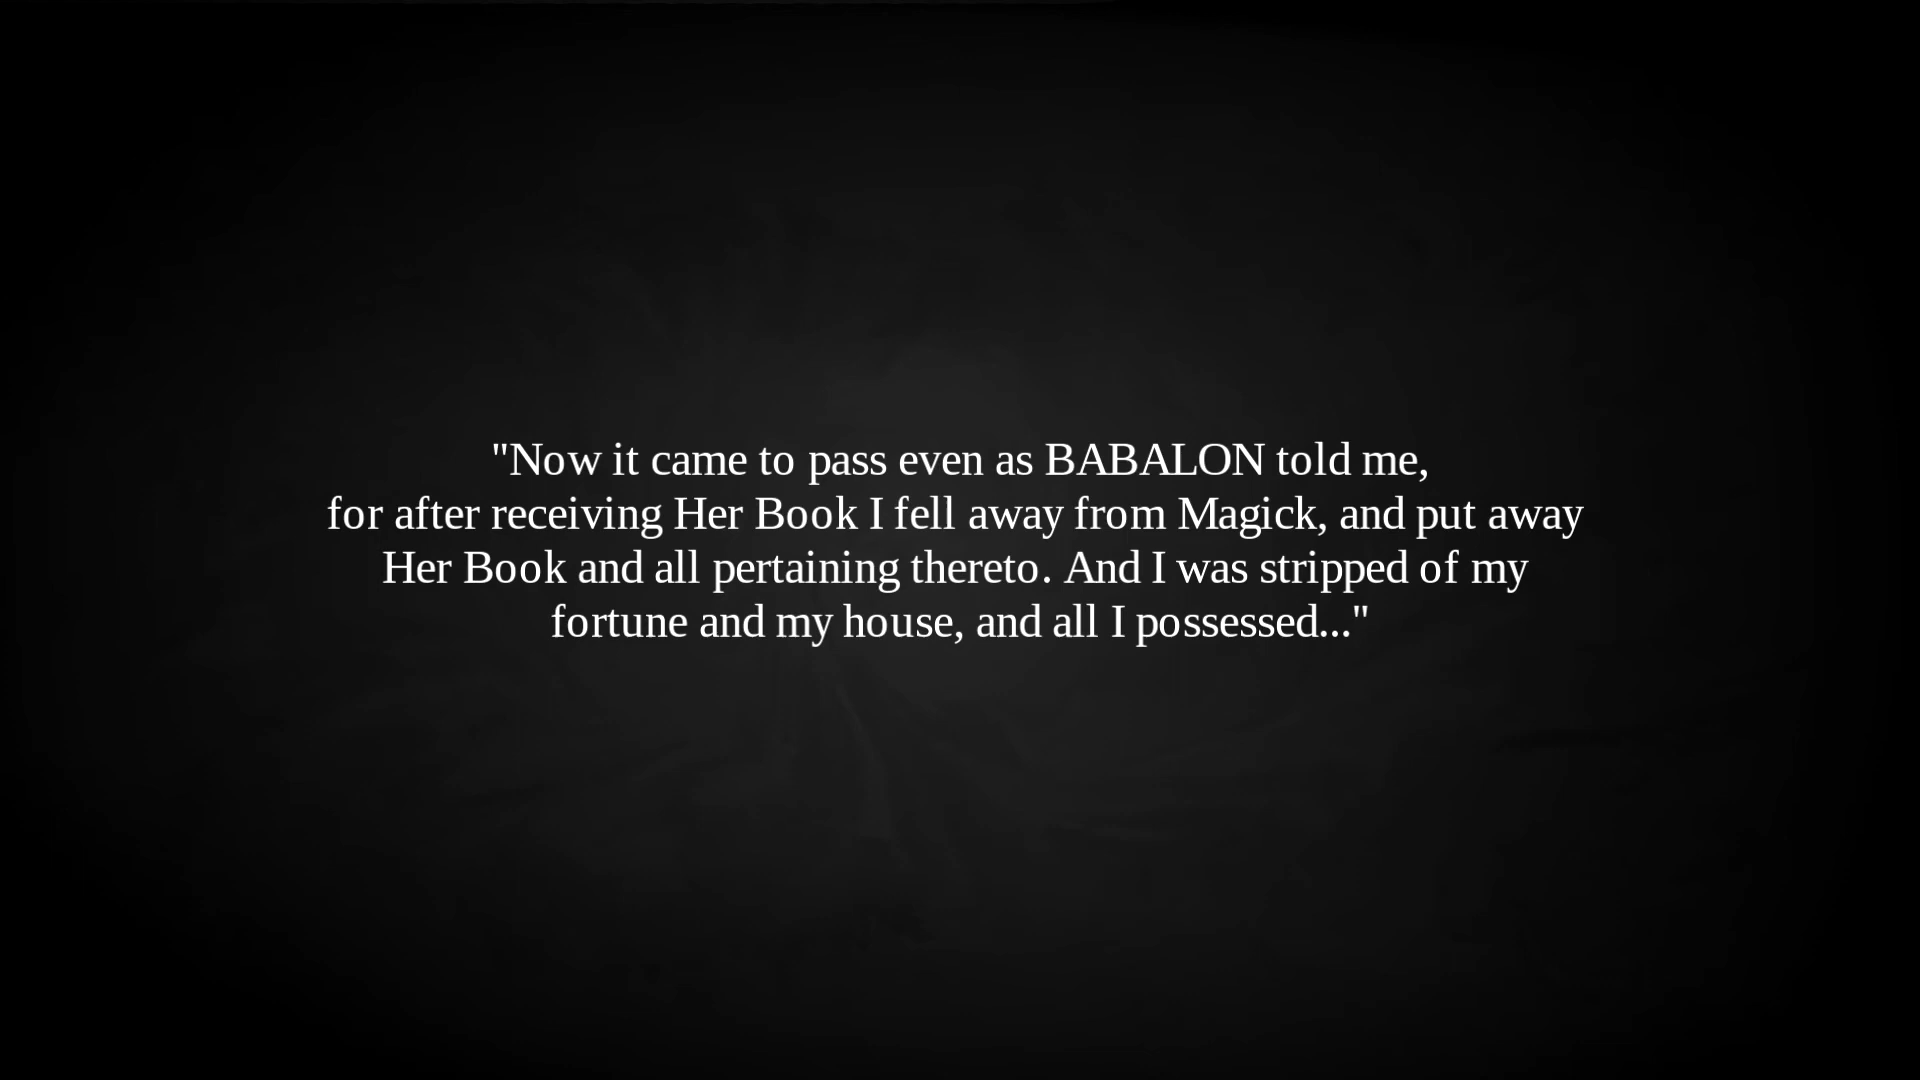 "Now it came to pass even as BABALON told me,
for after receiving Her Book I fell away from Magick, and put away
Her Book and all pertaining thereto. And I was stripped of my
fortune and my house, and all I possessed..."